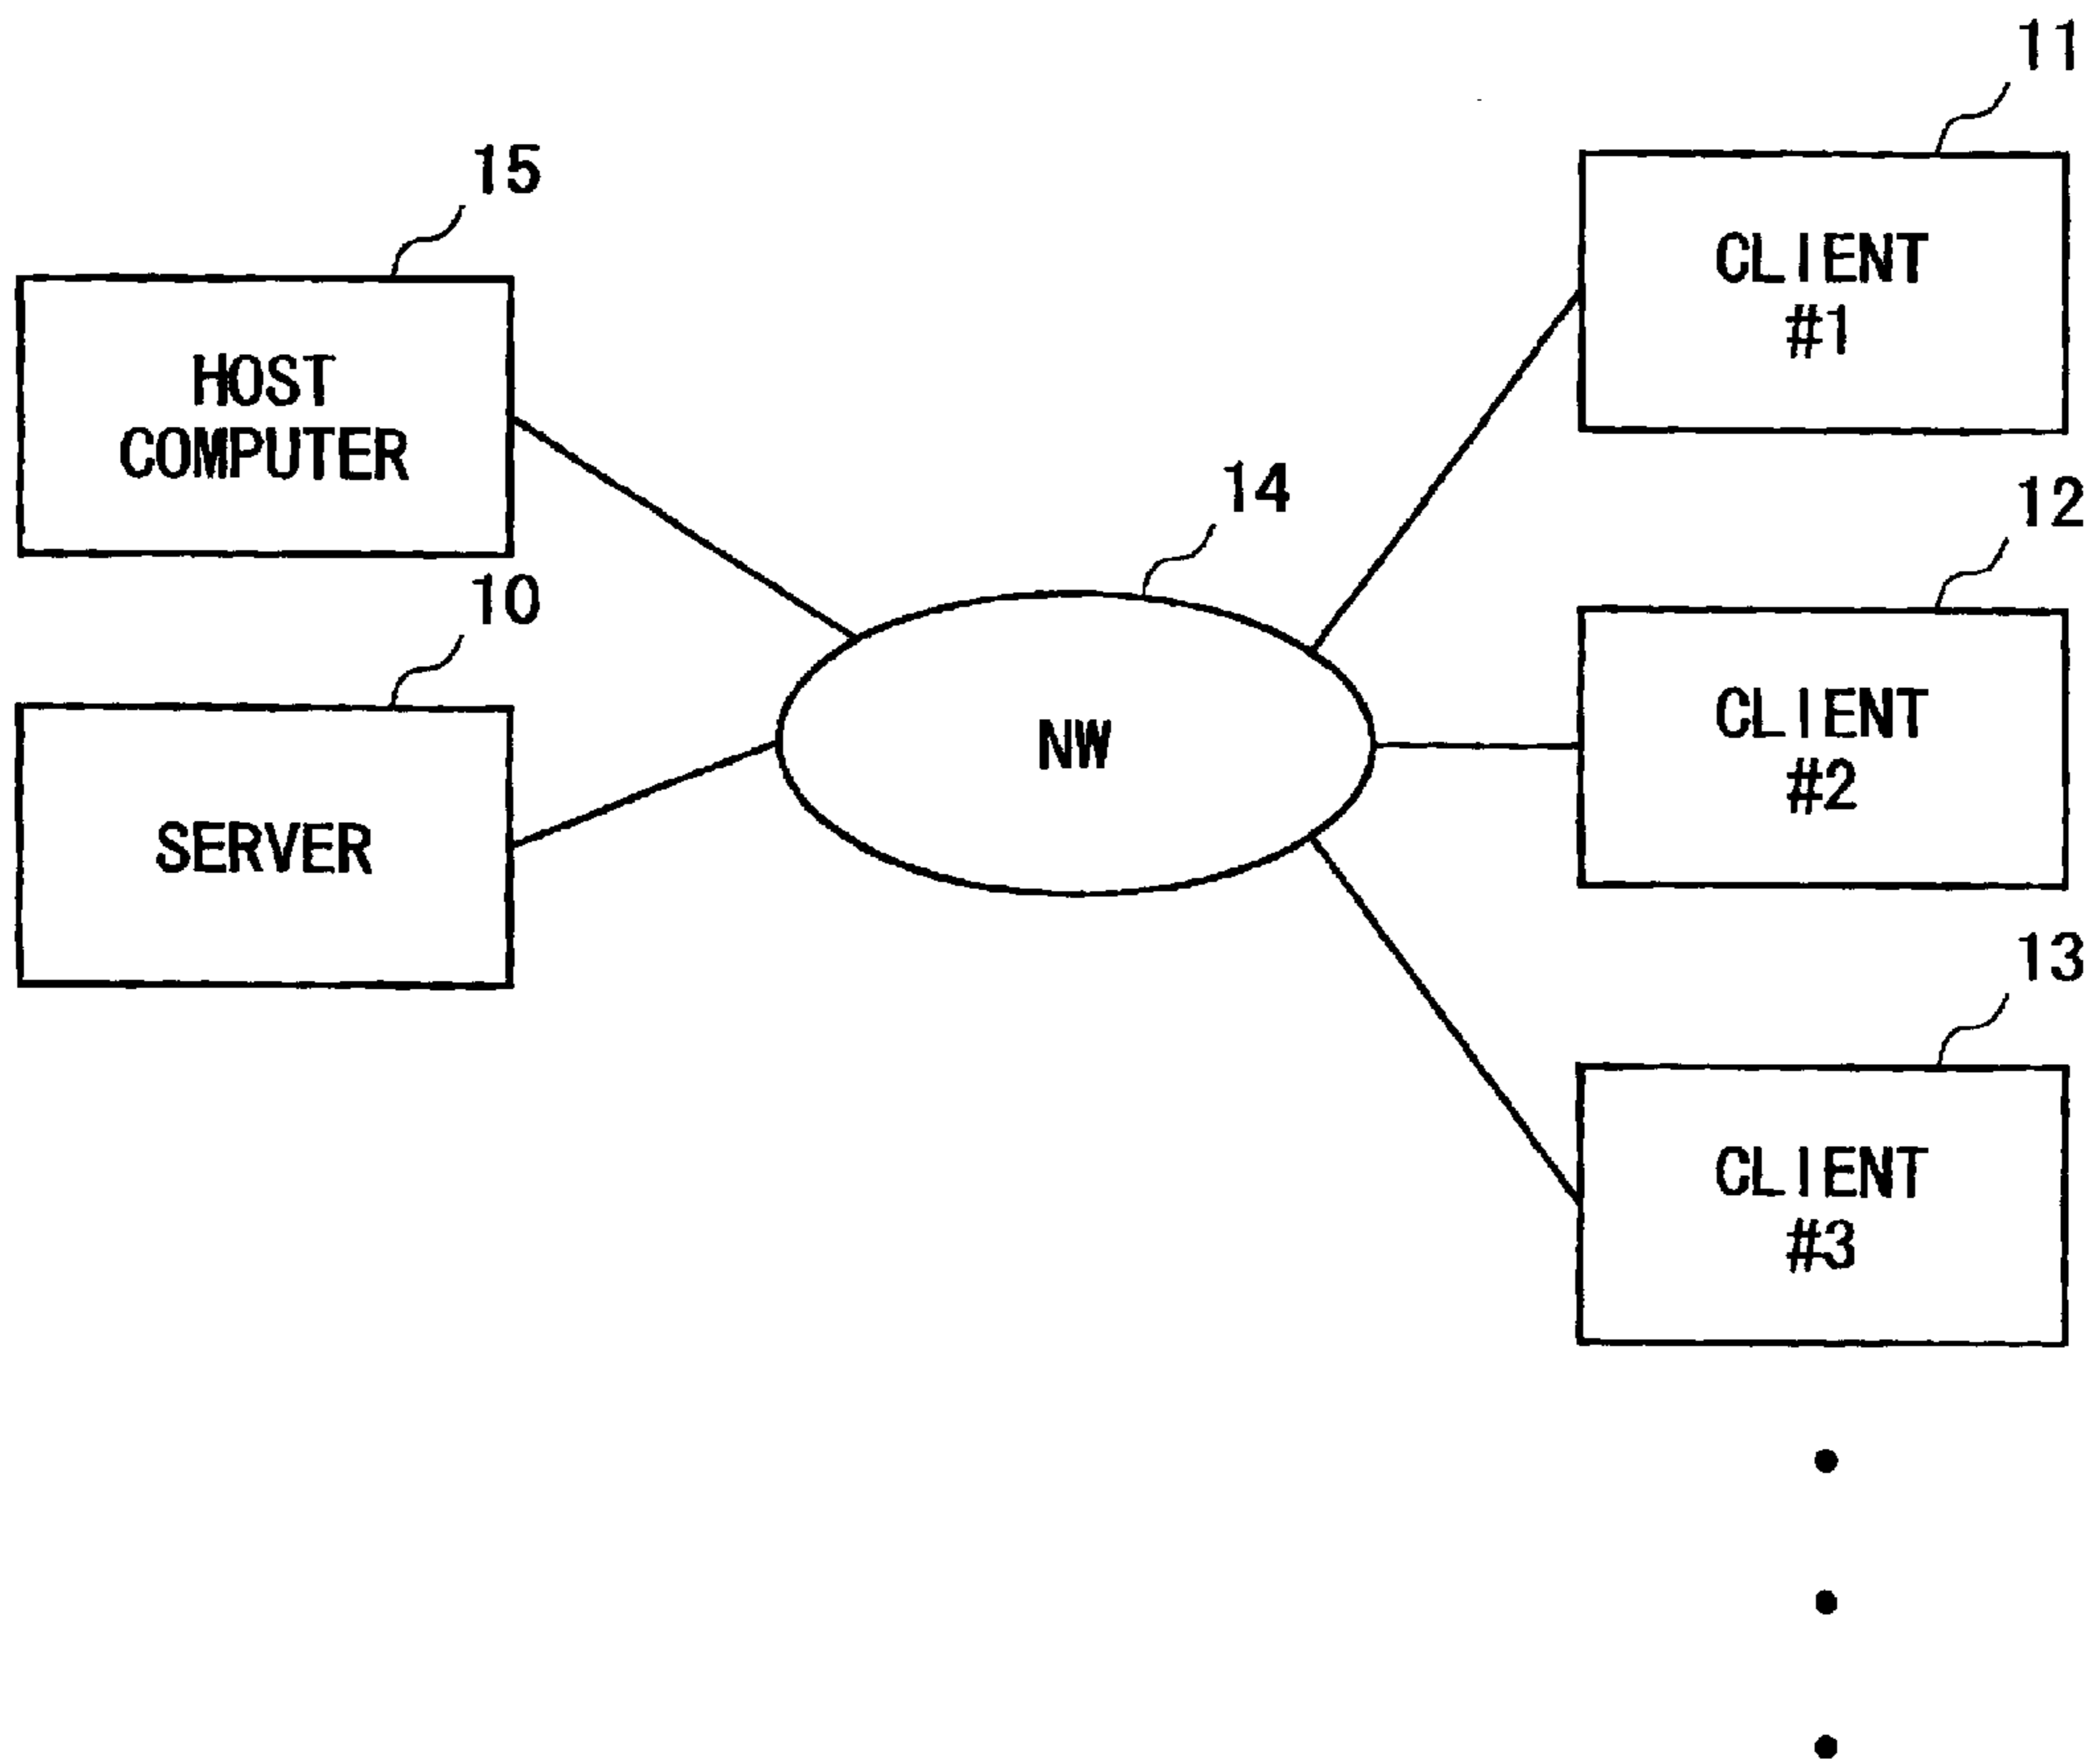 11
15
CLIENT
#1
HOST
COMPUTER
14
12
10
CLIENT
#2
NW
SERVER
13
CLIENT
#3